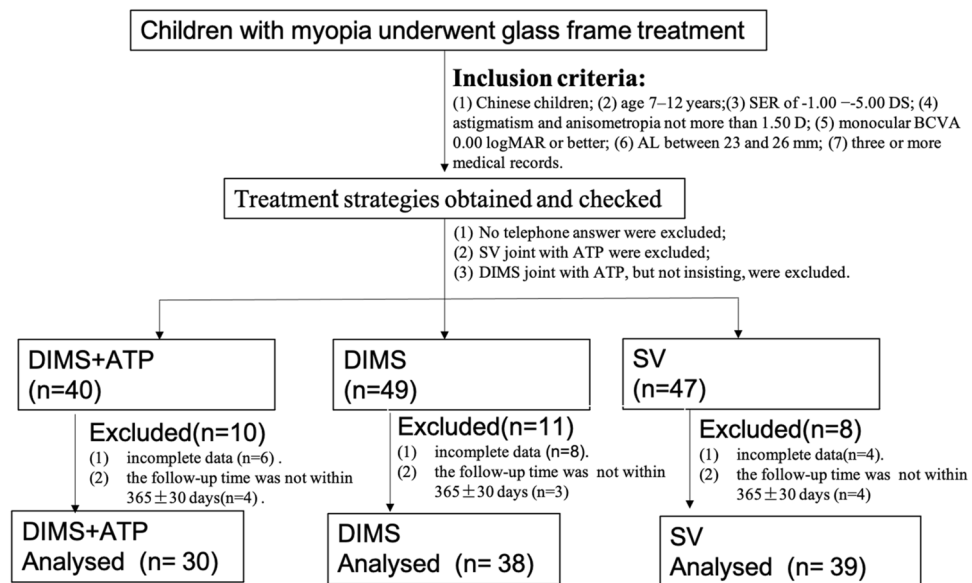 Children with myopia underwent glass frame treatment
Inclusion criteria:
(1) Chinese children; (2) age 7–12 years;(3) SER of -1.00 −-5.00 DS; (4)
astigmatism and anisometropia not more than 1.50 D; (5) monocular BCVA
0.00 logMAR or better; (6) AL between 23 and 26 mm; (7) three or more
medical records.
Treatment strategies obtained and checked
(1) No telephone answer were excluded;
(2) SV joint with ATP were excluded;
(3) DIMS joint with ATP, but not insisting, were excluded.
DIMS+ATP
(n=40)
DIMS
(n=49)
SV
(n=47)
Excluded(n=10)
(1) incomplete data (n=6) .
(2) the follow-up time was not within
365±30 days(n=4) .
Excluded(n=11)
(1) incomplete data (n=8).
(2) the follow-up time was not within
365±30 days (n=3)
Excluded(n=8)
(1) incomplete data(n=4).
(2) the follow-up time was not within
365±30 days (n=4)
DIMS+ATP
Analysed (n= 30)
DIMS
Analysed (n= 38)
SV
Analysed (n= 39)